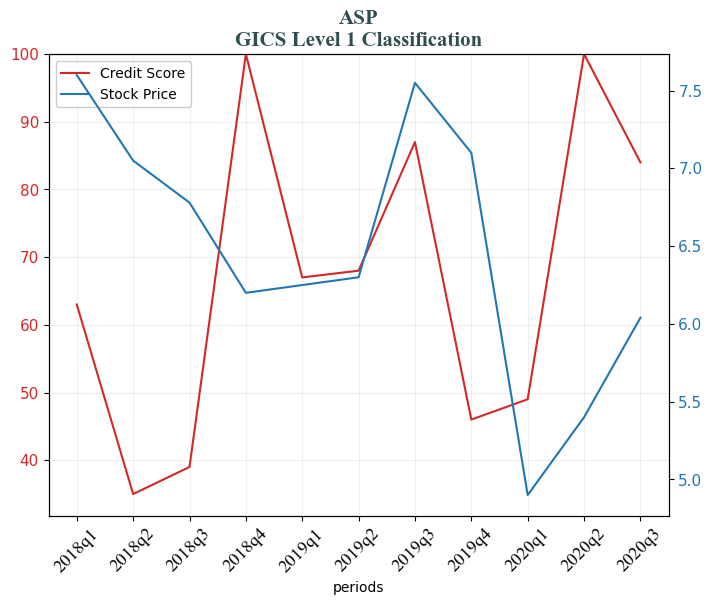 ASP
GICS Level 1 Classification
Credit Score
Stock Price
100
90
80
70
60
50
40
7.5
7.0
6.5
6.0
5.5
5.0
2018q1
2018q2
2018q3
2018q4
2019q1
2019q2
2019q3
2019q4
2020q1
2020q2
2020q3
periods